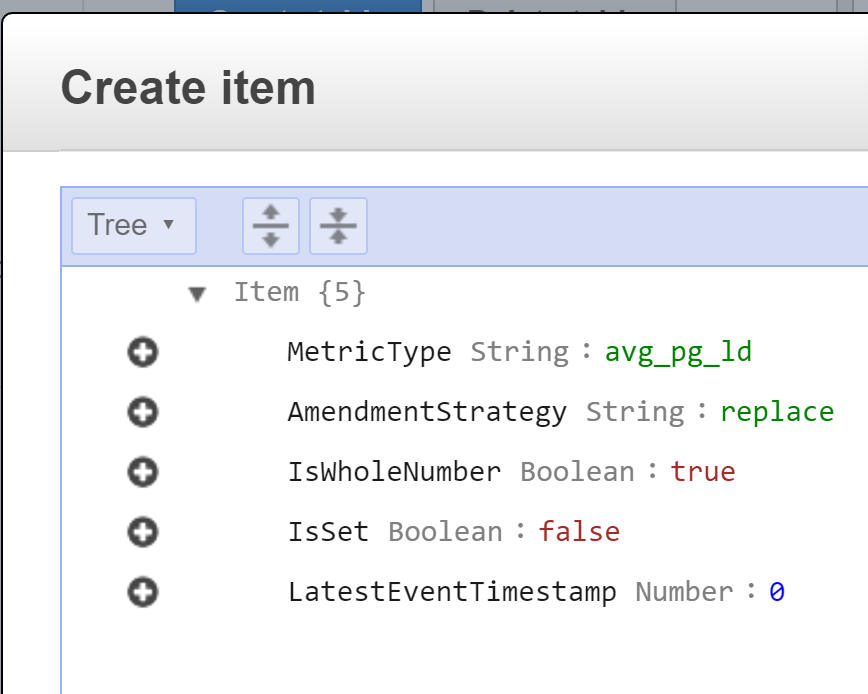 Create item
Tree
Item {5}
MetricType String : avg_pg_ld
AmendmentStrategy String : replace
IsWholeNumber Boolean : true
IsSet Boolean : false
LatestEventTimestamp Number : 0